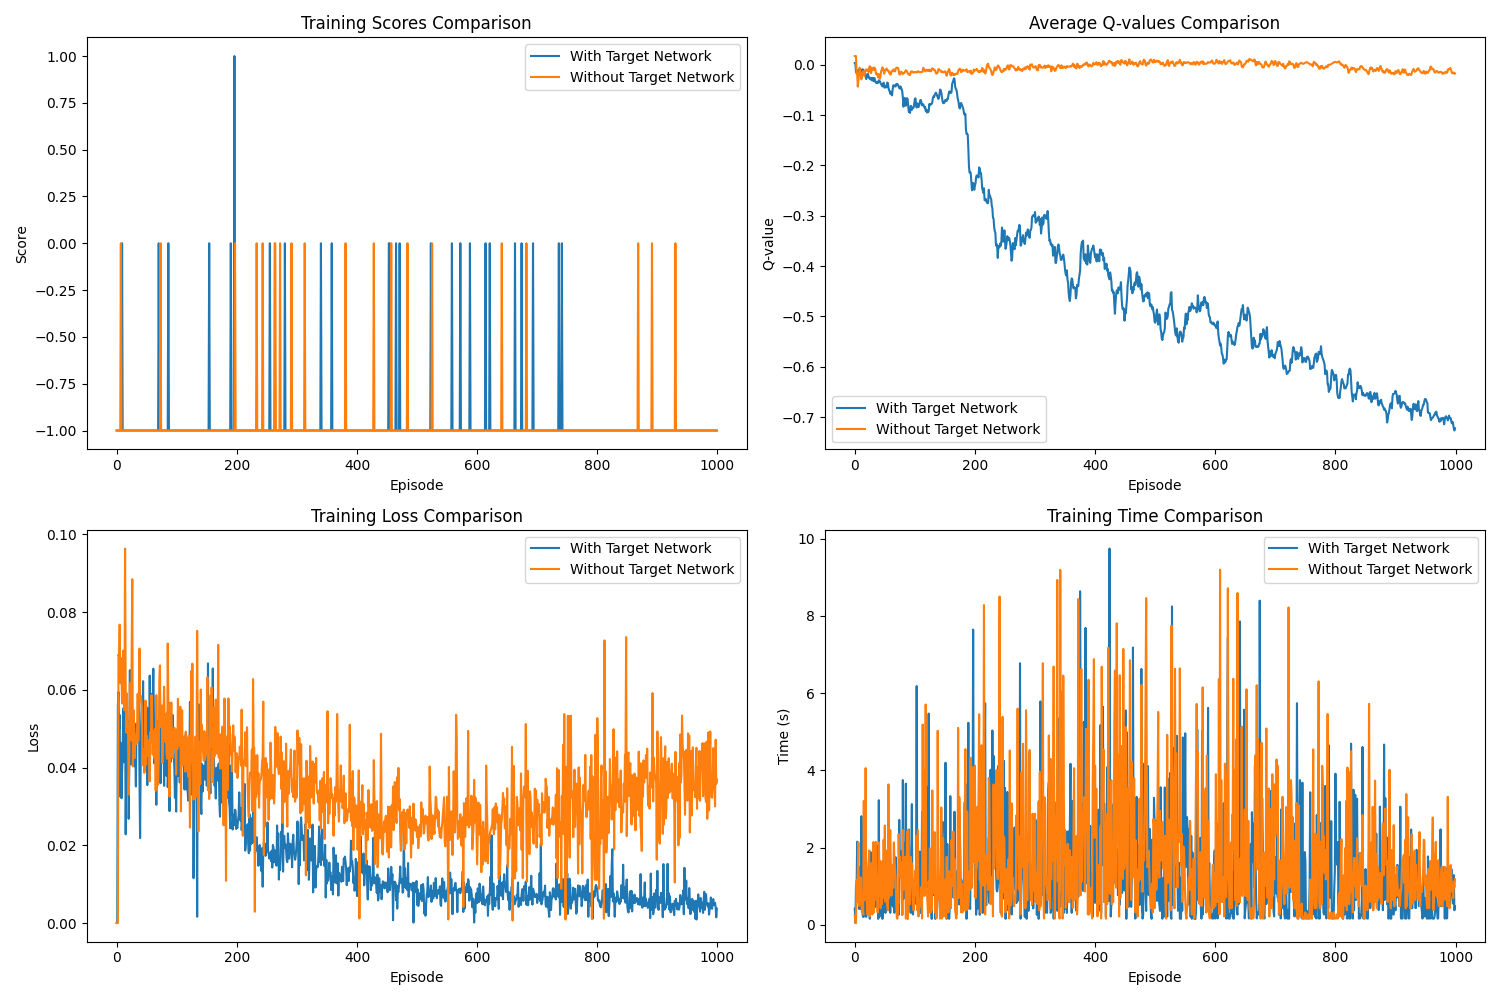 Training Scores Comparison
Score
1.00
0.75
0.50
0.25
0.00
−0.25
−0.50
−0.75
−1.00
With Target Network
Without Target Network
0 200 400 600 800 1000
Episode
Average Q-values Comparison
Q-value
0.0
−0.1
−0.2
−0.3
−0.4
−0.5
−0.6
−0.7
With Target Network
Without Target Network
0 200 400 600 800 1000
Episode
Training Loss Comparison
Loss
0.10
0.08
0.06
0.04
0.02
0.00
With Target Network
Without Target Network
0 200 400 600 800 1000
Episode
Training Time Comparison
Time (s)
10
8
6
4
2
0
With Target Network
Without Target Network
0 200 400 600 800 1000
Episode